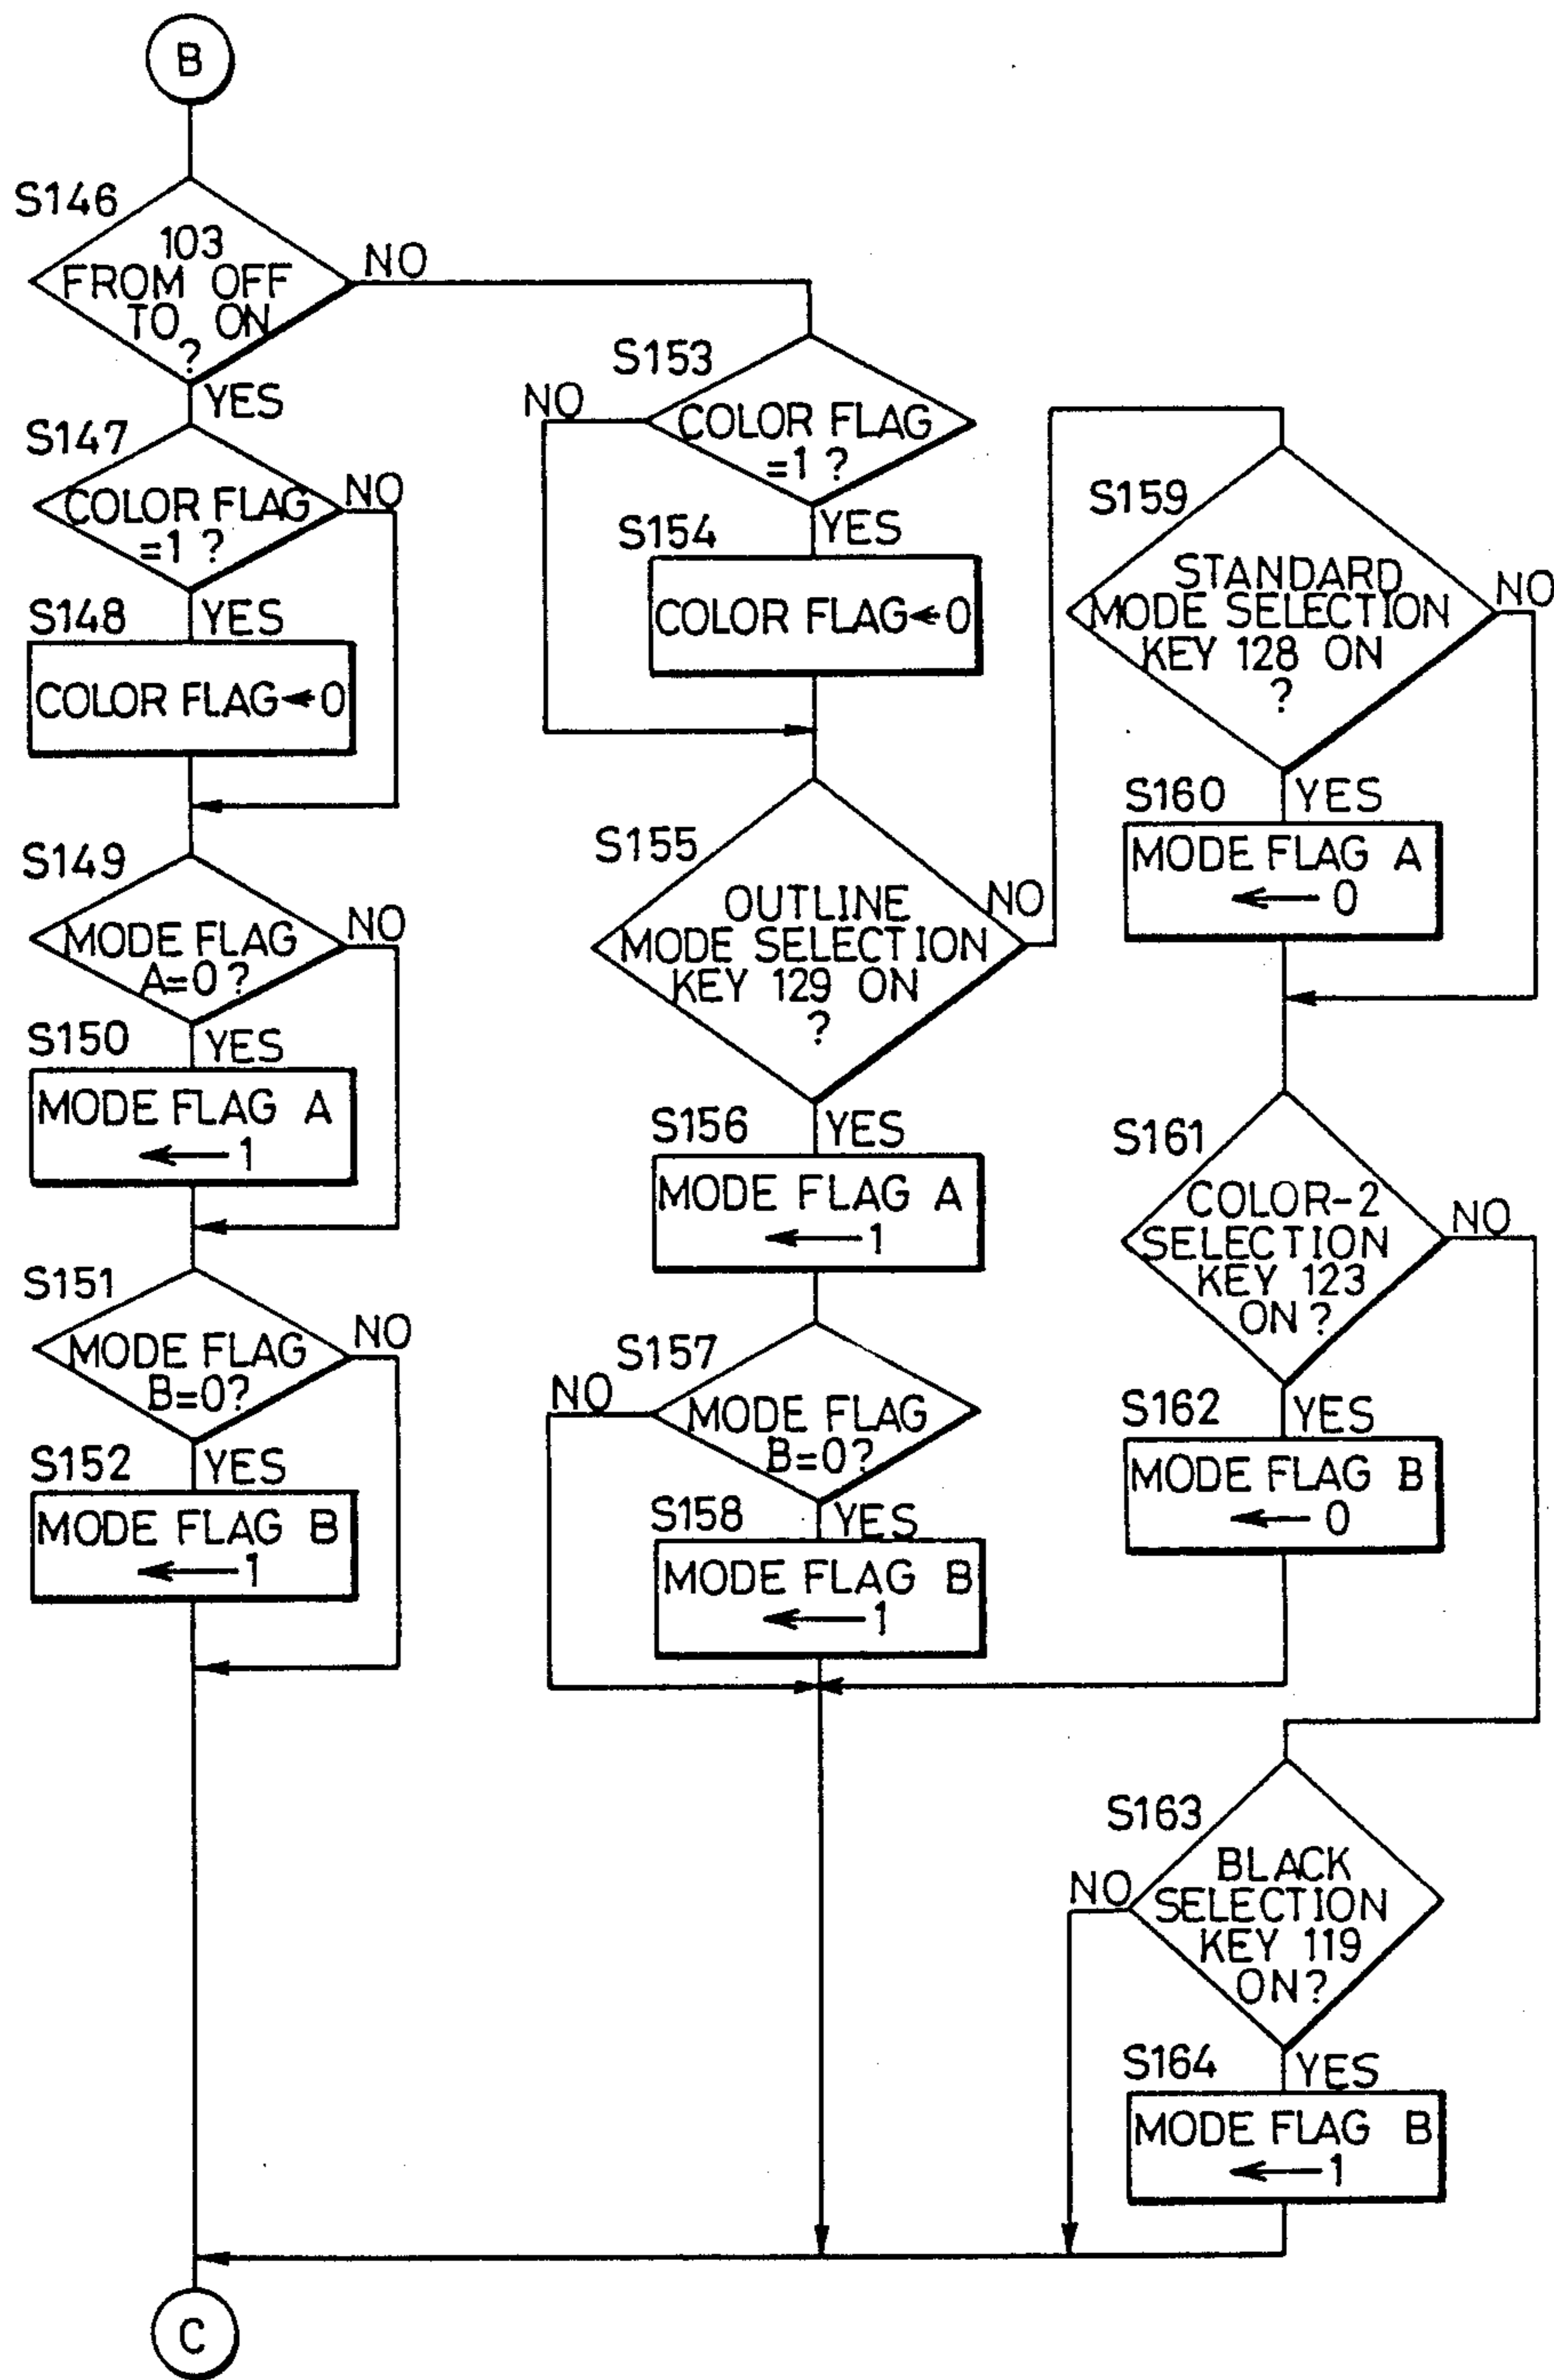 B
S146
103
FROM OFF
TO ON
?
NO
YES
S147
COLOR FLAG
=1 ?
NO
YES
S148
COLOR FLAG←0
S149
MODE FLAG
A=0 ?
NO
YES
S150
MODE FLAG A
←1
S151
MODE FLAG
B=0?
NO
YES
S152
MODE FLAG B
←1
S153
COLOR FLAG
=1 ?
NO
YES
S154
COLOR FLAG←0
S155
OUTLINE
MODE SELECTION
KEY 129 ON
?
NO
YES
S156
MODE FLAG A
←1
S157
MODE FLAG
B=0?
NO
YES
S158
MODE FLAG B
←1
S159
STANDARD
MODE SELECTION
KEY 128 ON
?
NO
YES
S160
MODE FLAG A
←0
S161
COLOR-2
SELECTION
KEY 123
ON ?
NO
YES
S162
MODE FLAG B
←0
S163
BLACK
SELECTION
KEY 119
ON?
NO
YES
S164
MODE FLAG B
←1
C